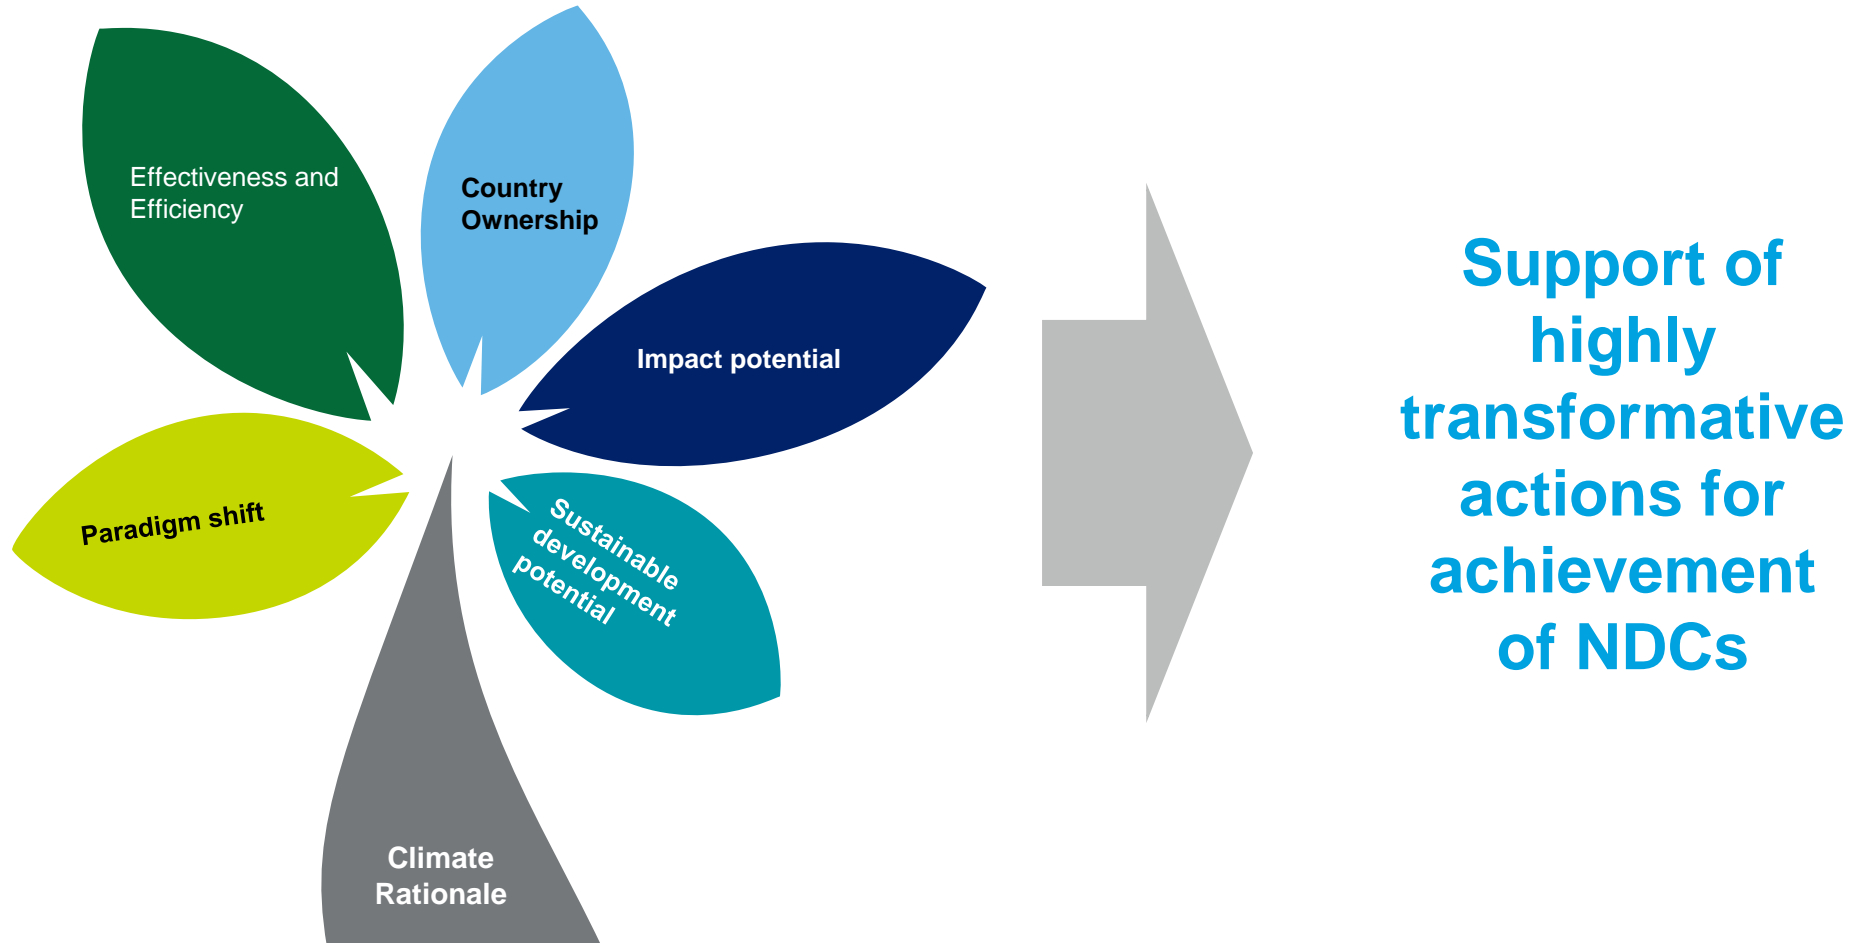 Effectiveness and
Efficiency
Country
Ownership
Impact potential
Paradigm shift
Sustainable
development
potential
Climate
Rationale
Support of
highly
transformative
actions for
achievement
of NDCs